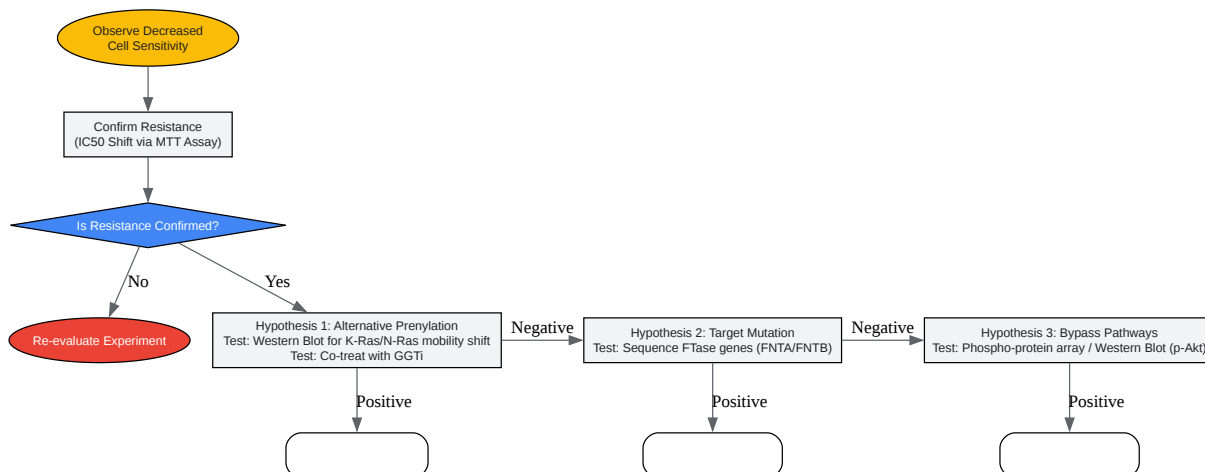 Observe Decreased
Cell Sensitivity
Confirm Resistance
(IC50 Shift via MTT Assay)
Is Resistance Confirmed?
No
Yes
Re-evaluate Experiment
Hypothesis 1: Alternative Prenylation
Test: Western Blot for K-Ras/N-Ras mobility shift
Test: Co-treat with GGTi
Negative
Hypothesis 2: Target Mutation
Test: Sequence FTase genes (FNTA/FNTB)
Negative
Hypothesis 3: Bypass Pathways
Test: Phospho-protein array / Western Blot (p-Akt)
Positive
Positive
Positive